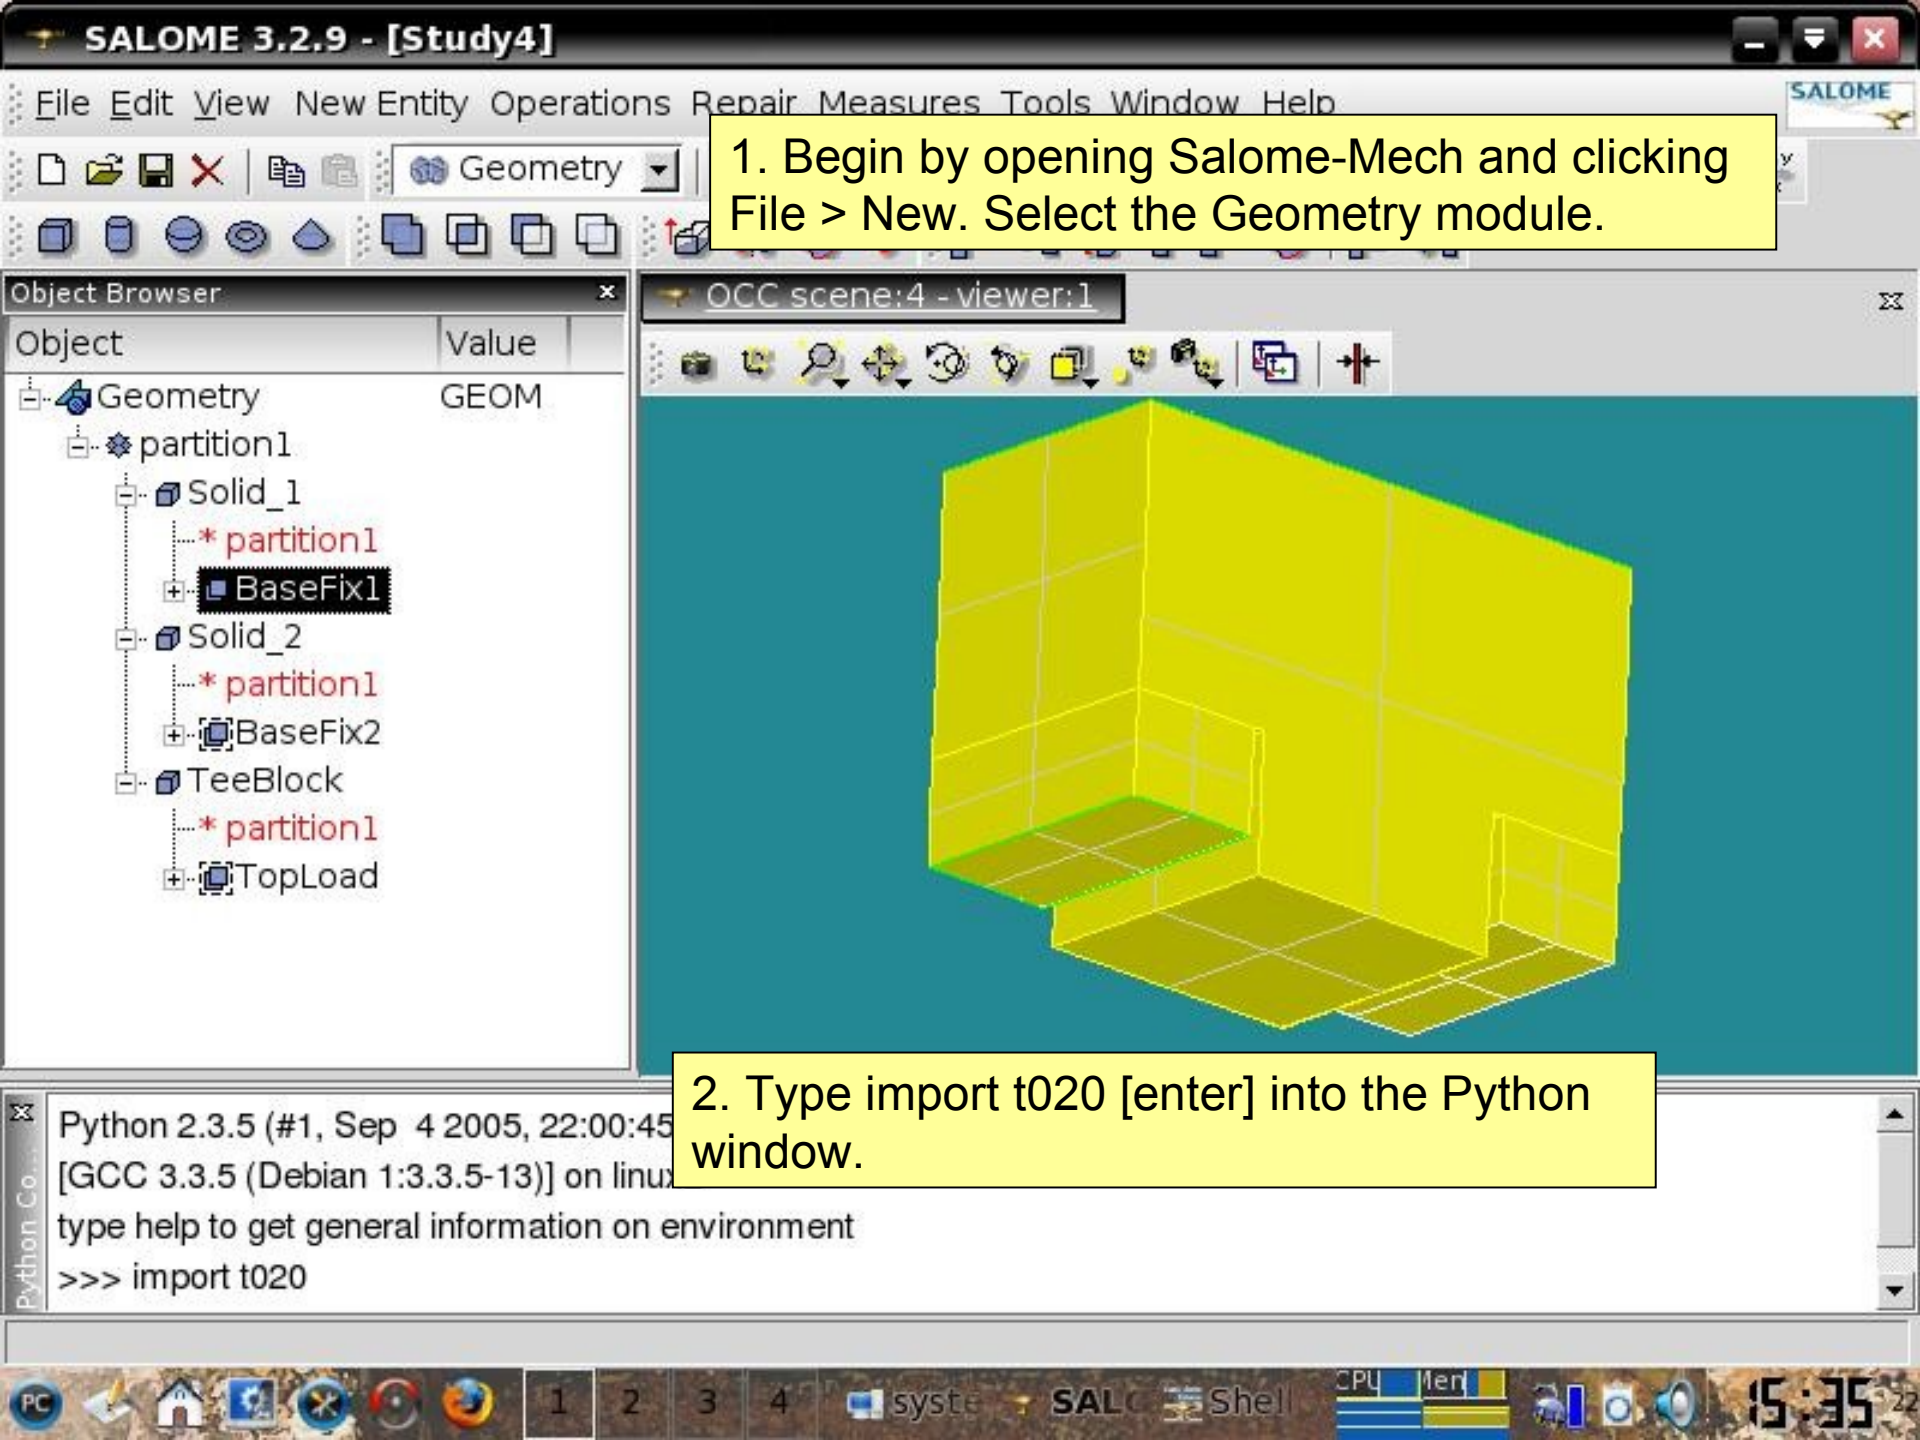 SALOME 3.2.9 - [Study4]
File Edit View New Entity Operations Repair Measures Tools Window Help
SALOME
Geometry
1. Begin by opening Salome-Mech and clicking
File > New. Select the Geometry module.
Object Browser
OCC scene:4 - viewer:1
Object Value
Geometry GEOM
partition1
Solid_1
* partition1
BaseFix1
Solid_2
* partition1
BaseFix2
TeeBlock
* partition1
TopLoad
2. Type import t020 [enter] into the Python
window.
Python Co...
Python 2.3.5 (#1, Sep 4 2005, 22:00:45
[GCC 3.3.5 (Debian 1:3.3.5-13)] on linux
type help to get general information on environment
>>> import t020
PC 1 2 3 4 syste SALO Shell CPU Mem 15:35 22